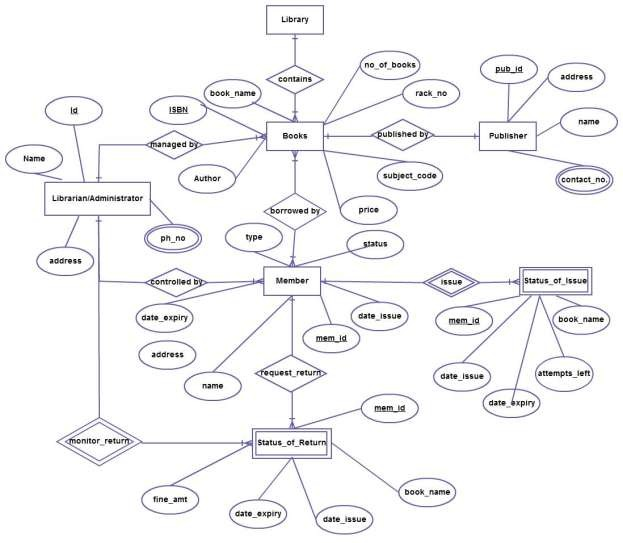 Library
contains
no_of_books
book_name
rack_no
ISBN
pub_id
address
name
Books
published by
Publisher
managed by
Id
Name
Author
subject_code
contact_no.
Librarian/Administrator
borrowed by
price
ph_no
type
status
address
controlled by
Member
issue
Status_of_Issue
date_expiry
date_issue
mem_id
mem_id
book_name
address
name
request_return
date_issue
attempts_left
date_expiry
mem_id
monitor_return
Status_of_Return
fine_amt
date_expiry
date_issue
book_name